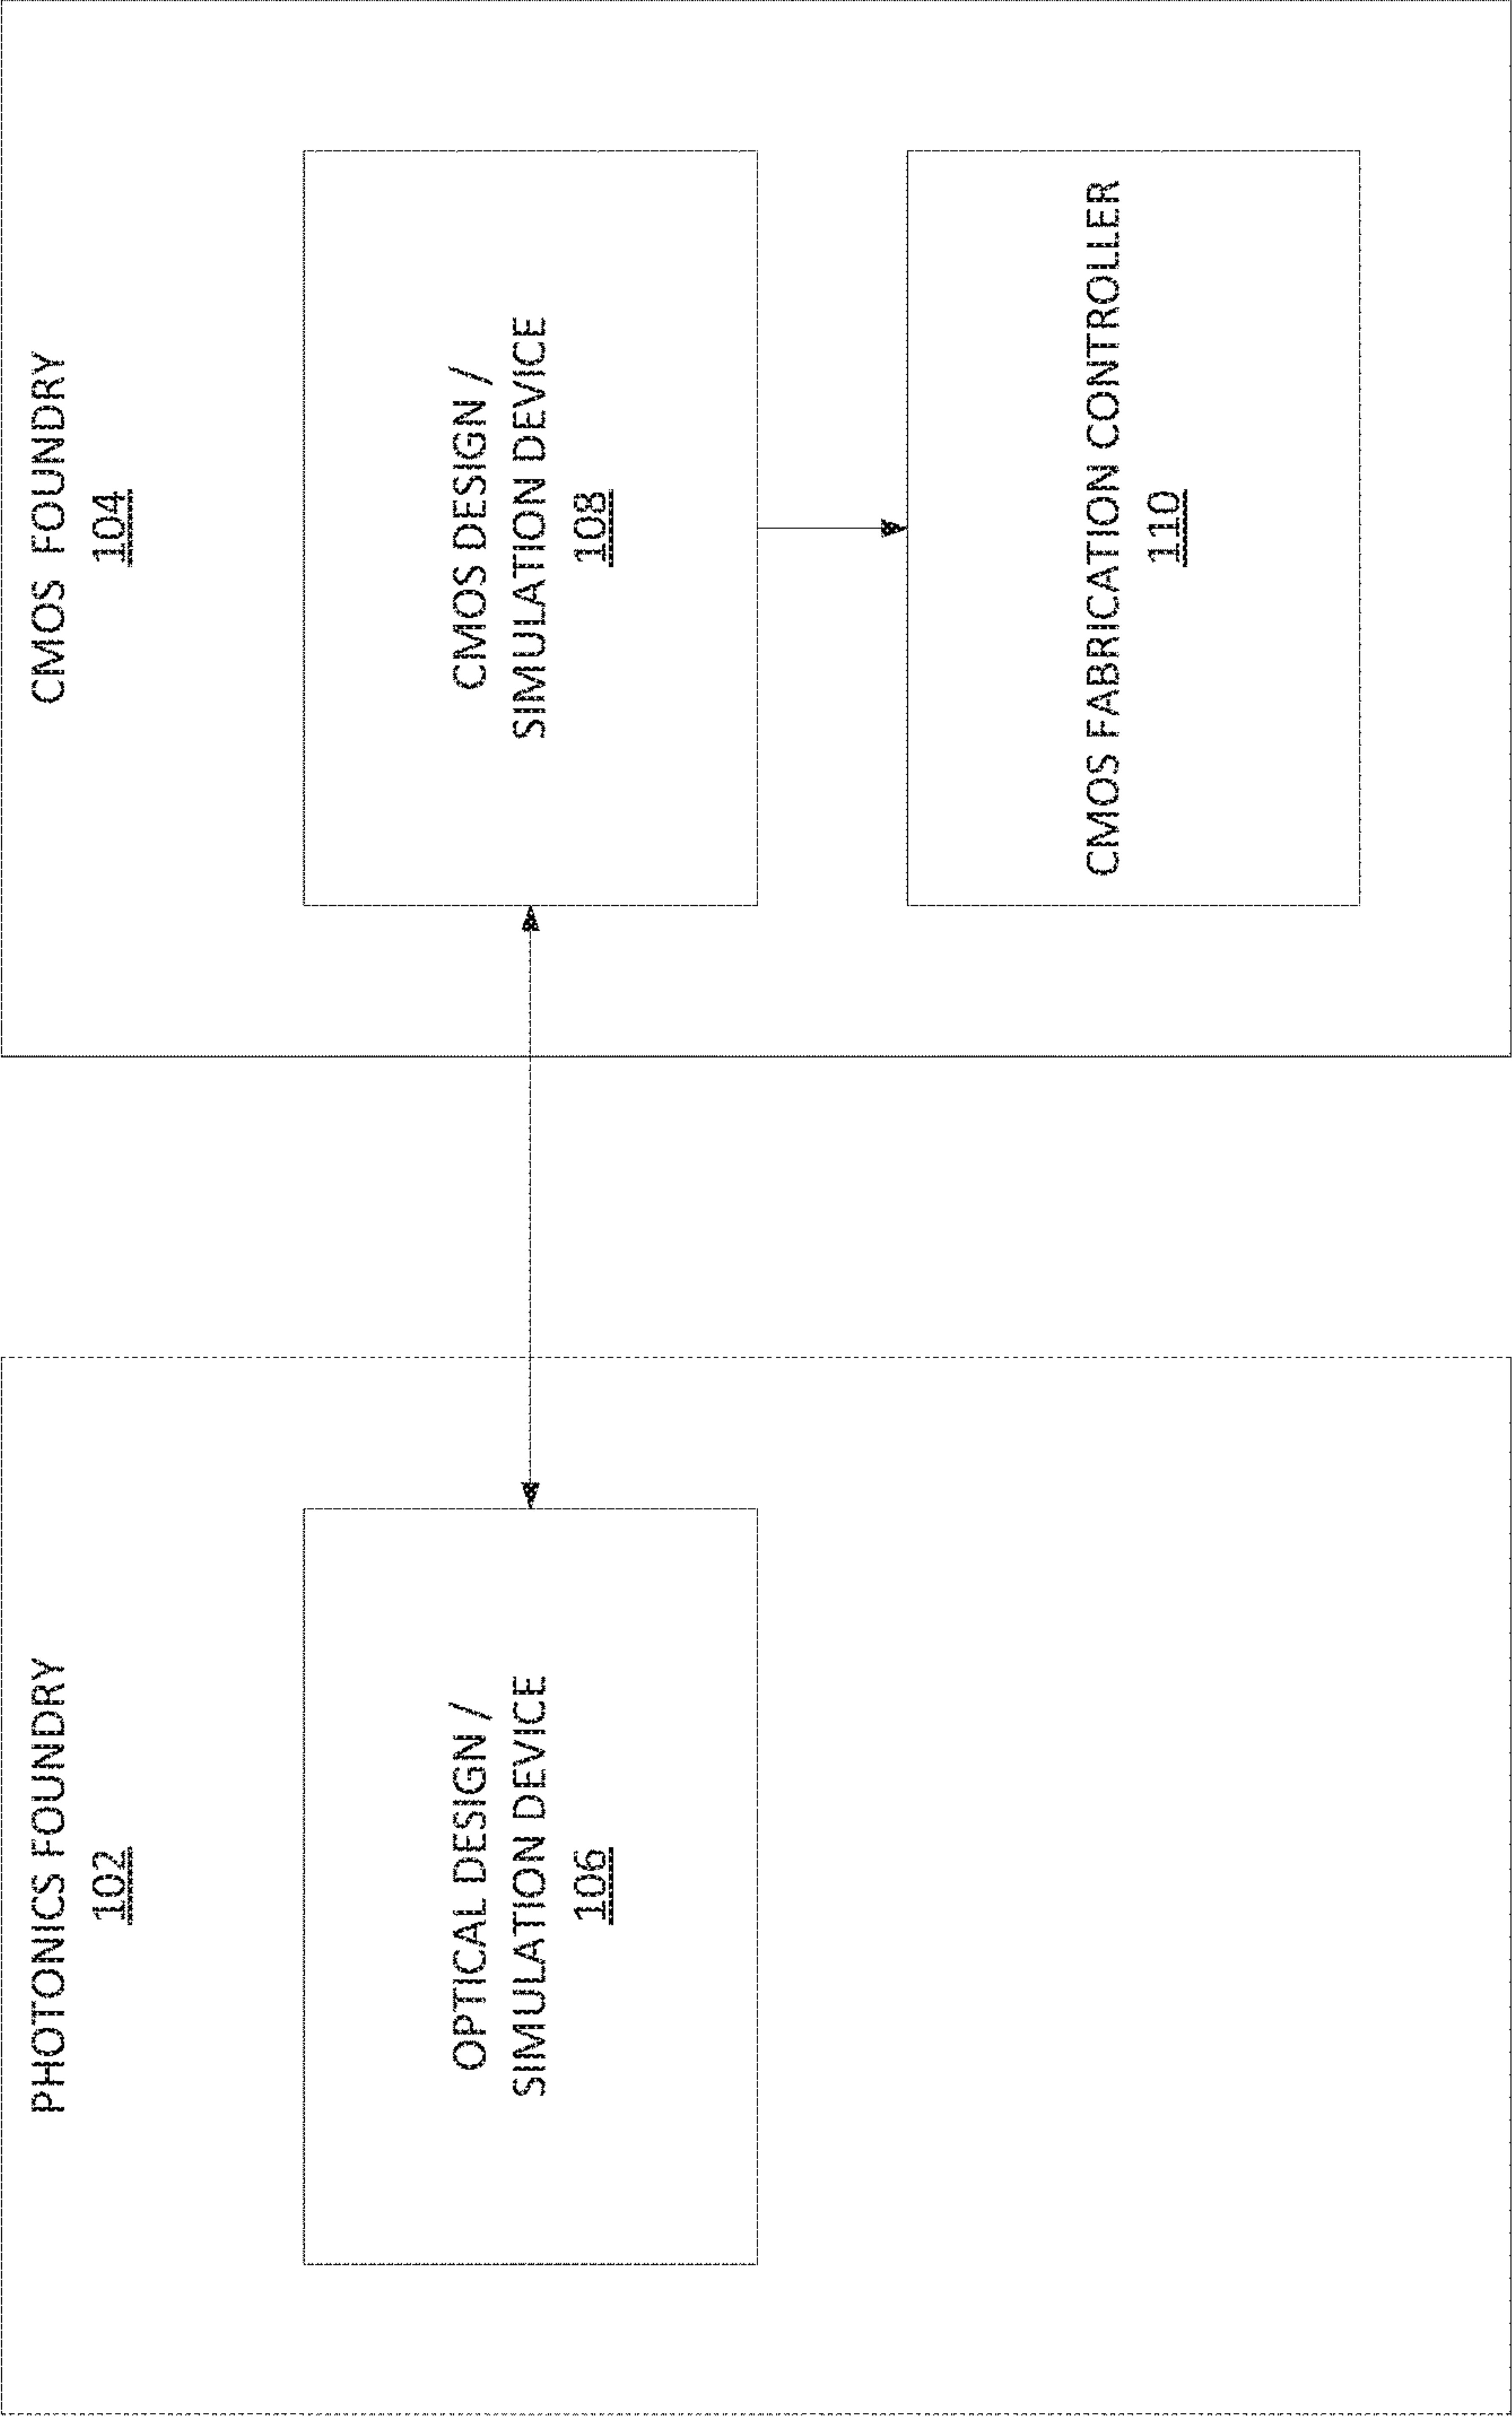 PHOTONICS FOUNDRY
102
OPTICAL DESIGN /
SIMULATION DEVICE
106
CMOS FOUNDRY
104
CMOS DESIGN /
SIMULATION DEVICE
108
CMOS FABRICATION CONTROLLER
110